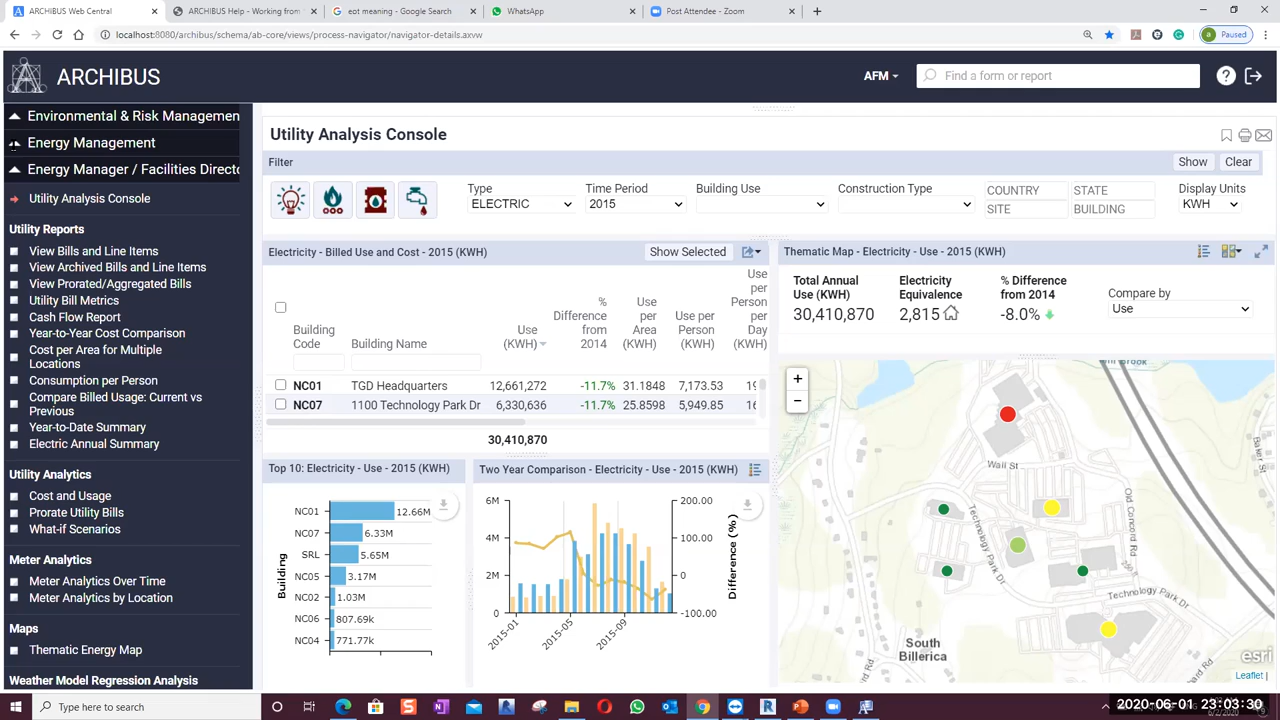 ARCHIBUS Web Central
ARCHIBUS Help - Working from
eot meaning - Google Search
WhatsApp
Post Attendee - Zoom
localhost:8080/archibus/schema/ab-core/views/process-navigator/navigator-details.axvw
Paused
ARCHIBUS
AFM
Find a form or report
Environmental & Risk Managemen
Energy Management
Energy Manager / Facilities Directo
Utility Analysis Console
Utility Reports
View Bills and Line Items
View Archived Bills and Line Items
View Prorated/Aggregated Bills
Utility Bill Metrics
Cash Flow Report
Year-to-Year Cost Comparison
Cost per Area for Multiple
Locations
Consumption per Person
Compare Billed Usage: Current vs
Previous
Year-to-Date Summary
Electric Annual Summary
Utility Analytics
Cost and Usage
Prorate Utility Bills
What-if Scenarios
Meter Analytics
Meter Analytics Over Time
Meter Analytics by Location
Maps
Thematic Energy Map
Weather Model Regression Analysis
Utility Analysis Console
Filter
Show
Clear
Type
ELECTRIC
Time Period
2015
Building Use
Construction Type
COUNTRY
STATE
SITE
BUILDING
Display Units
KWH
Electricity - Billed Use and Cost - 2015 (KWH)
Show Selected
Building
Code
Building Name
Use
(KWH)
%
Difference
from
2014
Use
per
Area
(KWH)
Use per
Person
(KWH)
Use
per
Person
per
Day
(KWH)
NC01 TGD Headquarters 12,661,272 -11.7% 31.1848 7,173.53 19
NC07 1100 Technology Park Dr 6,330,636 -11.7% 25.8598 5,949.85 16
30,410,870
Top 10: Electricity - Use - 2015 (KWH)
Building
NC01 12.66M
NC07 6.33M
SRL 5.65M
NC05 3.17M
NC02 1.03M
NC06 807.69k
NC04 771.77k
Two Year Comparison - Electricity - Use - 2015 (KWH)
6M
4M
2M
0
200.00
100.00
0
-100.00
Difference (%)
2015-01
2015-05
2015-09
Thematic Map - Electricity - Use - 2015 (KWH)
Total Annual
Use (KWH)
30,410,870
Electricity
Equivalence
2,815
% Difference
from 2014
-8.0%
Compare by
Use
+
−
Wall St
Technology Park Dr
Old Concord Rd
Technology Park Dr
South
Billerica
esri
Leaflet
Type here to search
2020-06-01 23:03:30